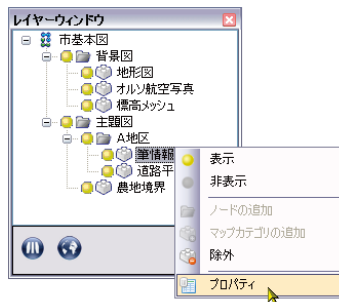 レイヤーウィンドウ
市基本図
背景図
地形図
オルソ航空写真
標高メッシュ
主題図
A地区
筆情報
道路平
農地境界
表示
非表示
ノードの追加
マップカテゴリの追加
除外
プロパティ